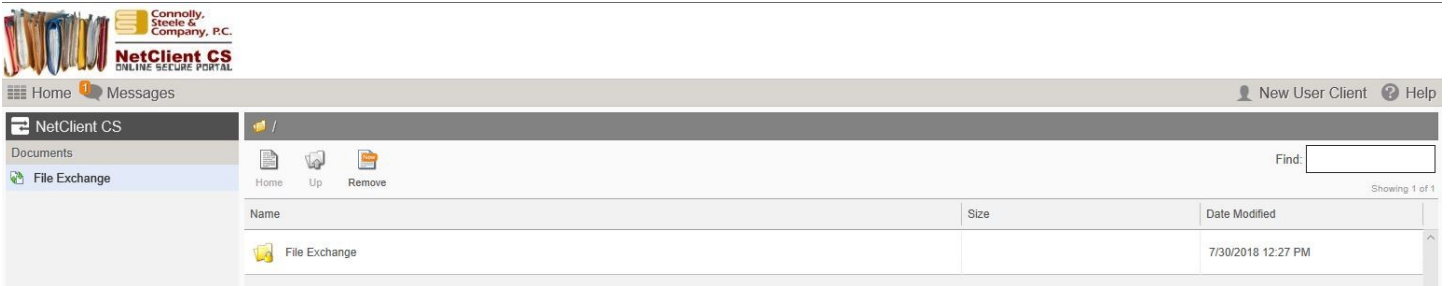 Connolly,
Steele &
Company, P.C.
NetClient CS
ONLINE SECURE PORTAL
Home 1 Messages New User Client ? Help
NetClient CS /
Documents
File Exchange
Home Up New Remove
Find:
Showing 1 of 1
Name Size Date Modified
File Exchange 7/30/2018 12:27 PM